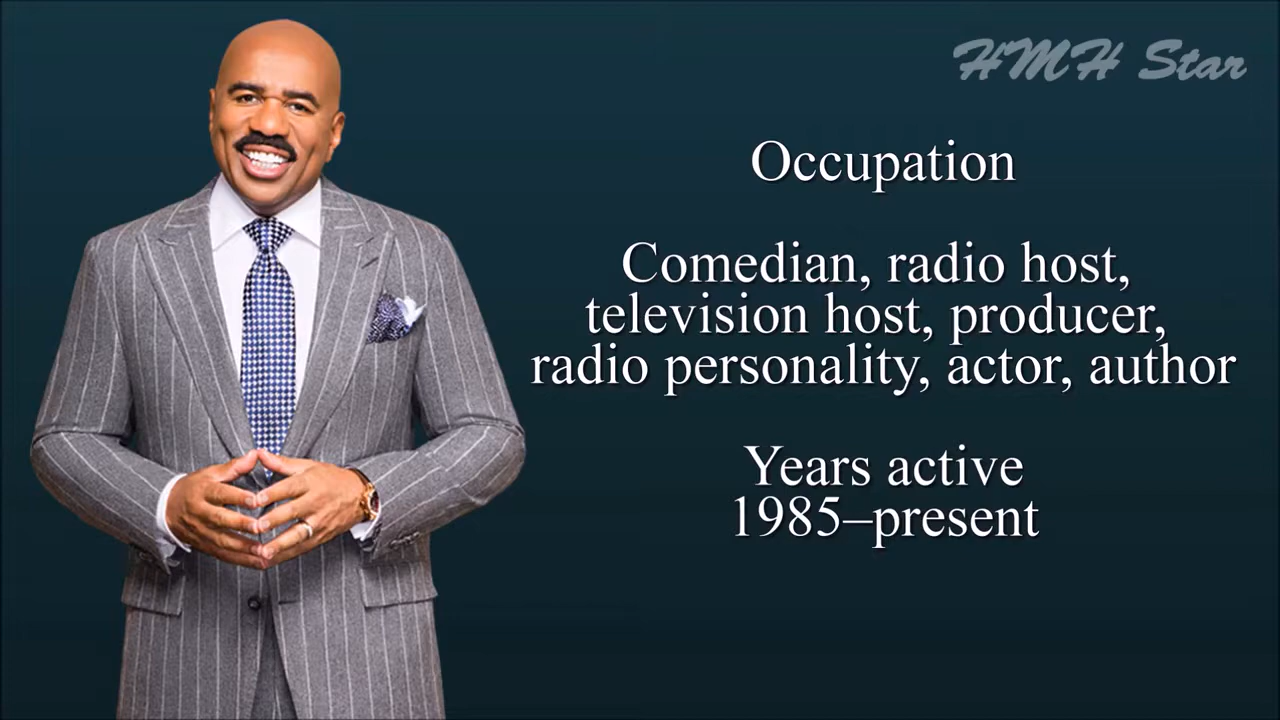 HMH Star
Occupation
Comedian, radio host,
television host, producer,
radio personality, actor, author
Years active
1985–present